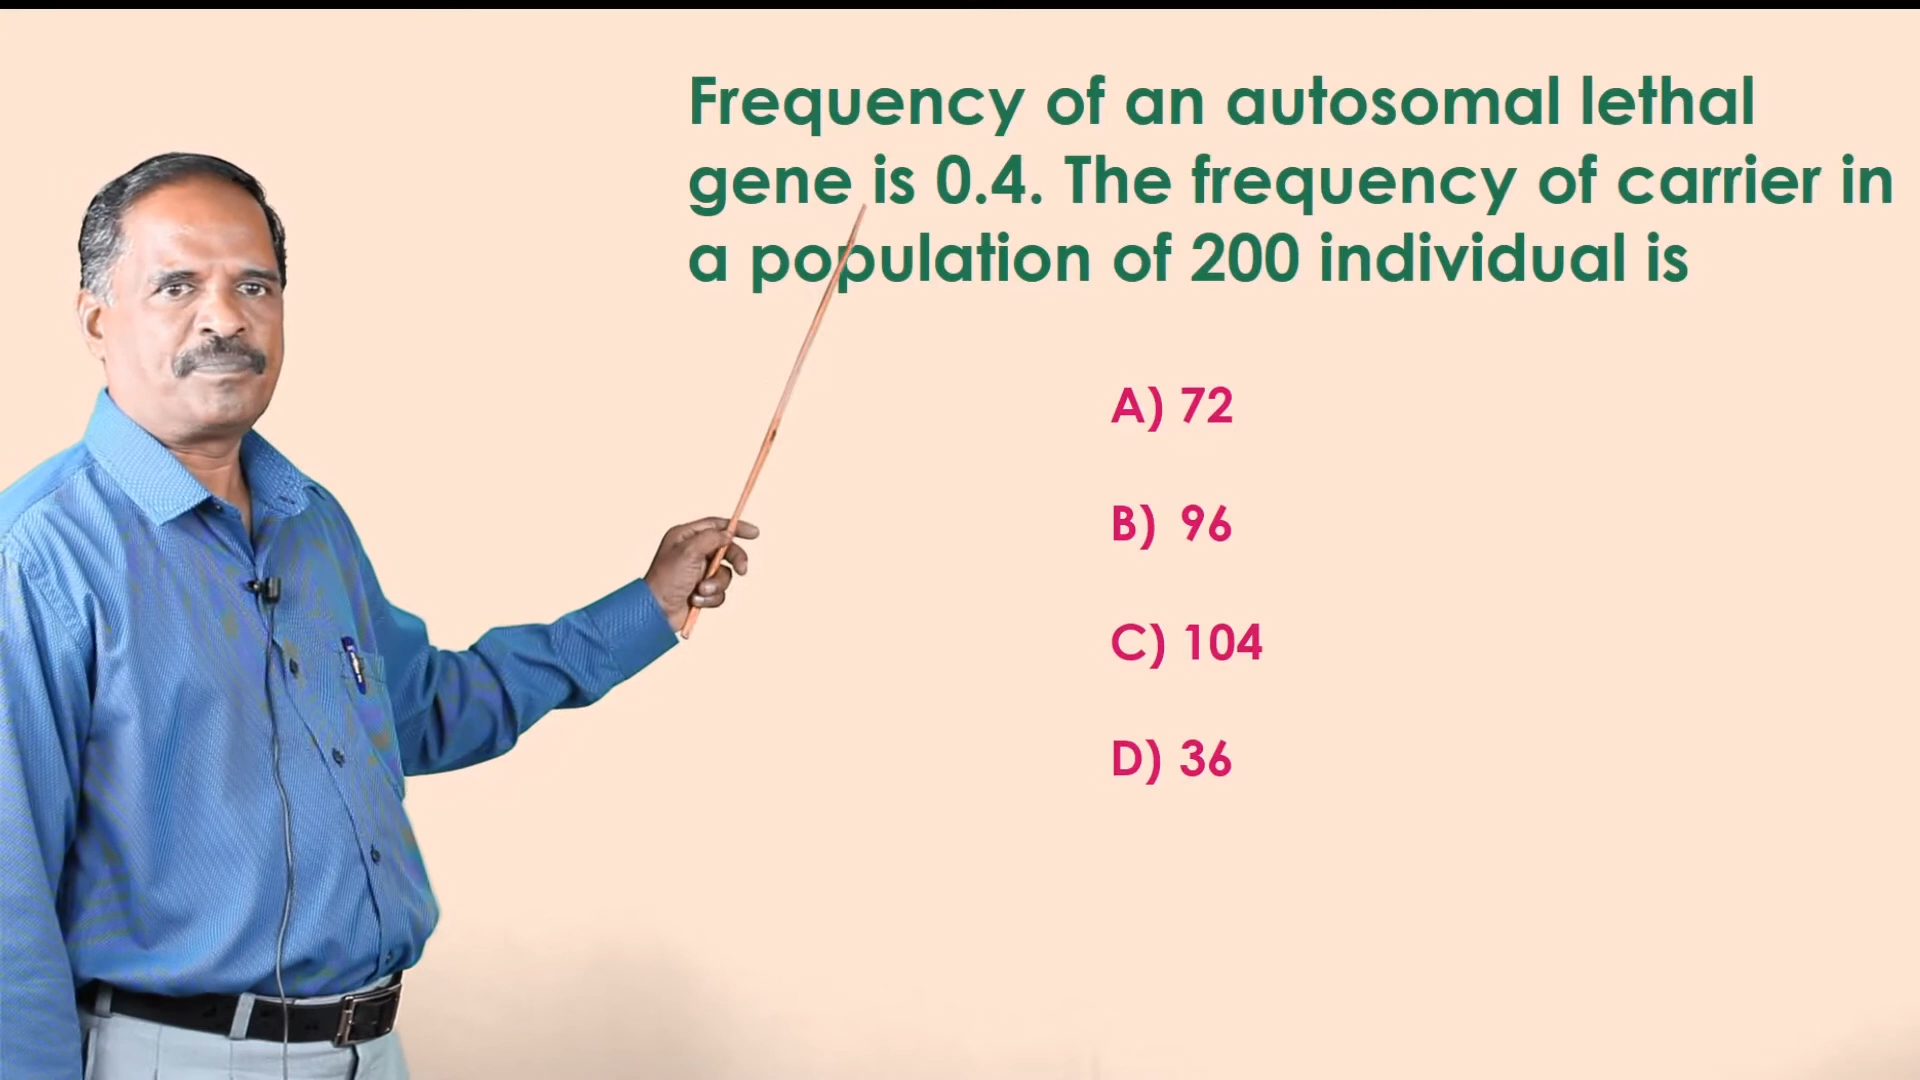 Frequency of an autosomal lethal
gene is 0.4. The frequency of carrier in
a population of 200 individual is
A) 72
B) 96
C) 104
D) 36